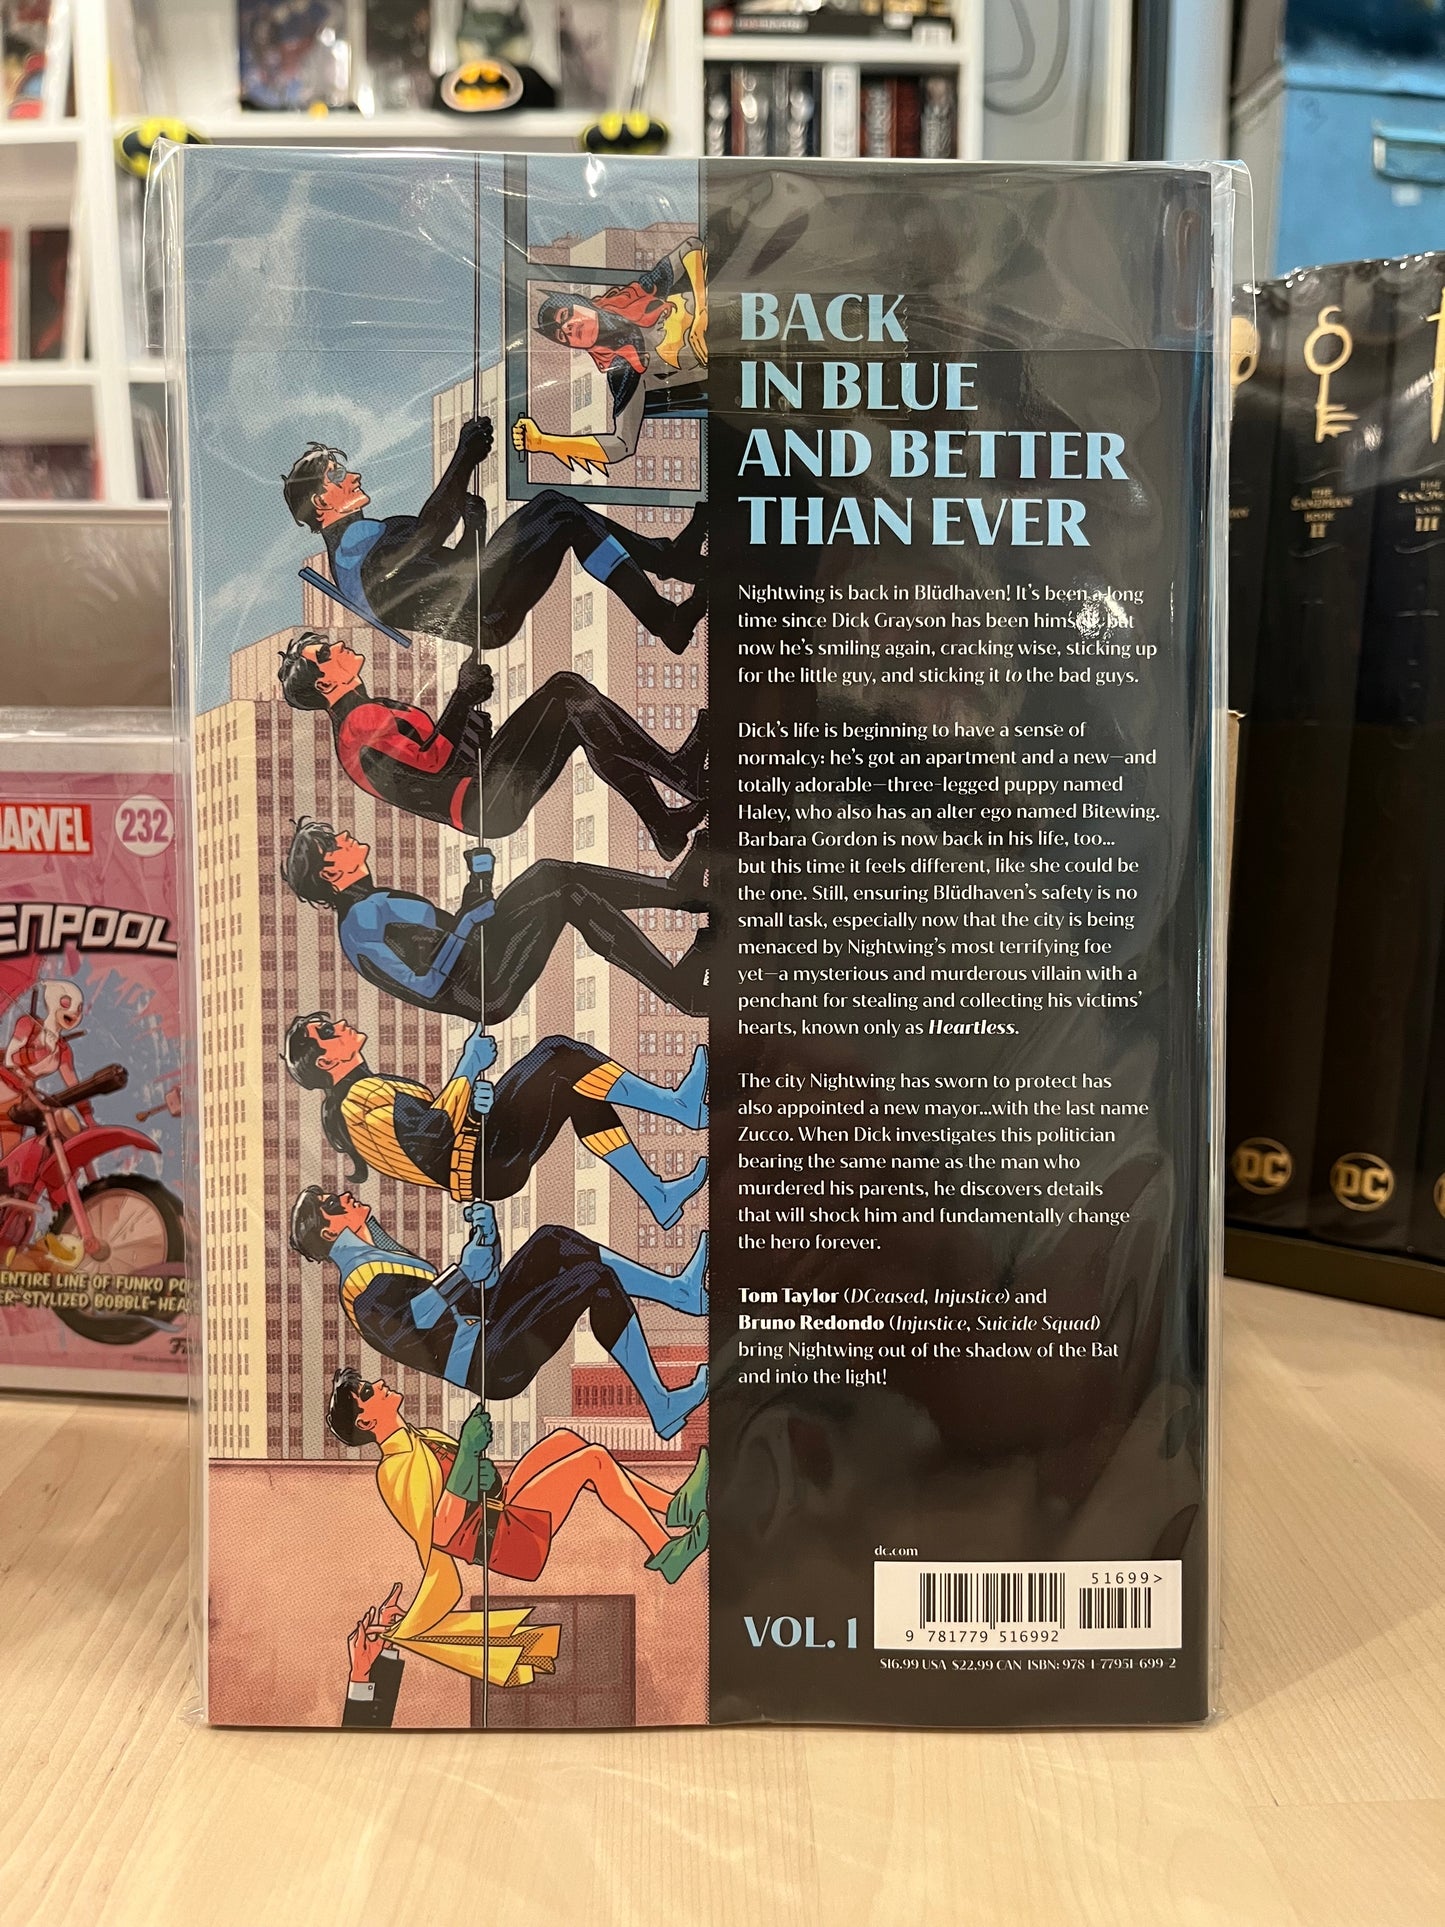 BACK
IN BLUE
AND BETTER
THAN EVER
Nightwing is back in Blüdhaven! It's been a long
time since Dick Grayson has been himself, but
now he's smiling again, cracking wise, sticking up
for the little guy, and sticking it to the bad guys.
Dick's life is beginning to have a sense of
normalcy: he's got an apartment and a new—and
totally adorable—three-legged puppy named
Haley, who also has an alter ego named Bitewing.
Barbara Gordon is now back in his life, too...
but this time it feels different, like she could be
the one. Still, ensuring Blüdhaven's safety is no
small task, especially now that the city is being
menaced by Nightwing's most terrifying foe
yet—a mysterious and murderous villain with a
penchant for stealing and collecting his victims'
hearts, known only as Heartless.
The city Nightwing has sworn to protect has
also appointed a new mayor...with the last name
Zucco. When Dick investigates this politician
bearing the same name as the man who
murdered his parents, he discovers details
that will shock him and fundamentally change
the hero forever.
Tom Taylor (DCeased, Injustice) and
Bruno Redondo (Injustice, Suicide Squad)
bring Nightwing out of the shadow of the Bat
and into the light!
dc.com
51699>
9 781779 516992
VOL. 1
$16.99 USA $22.99 CAN ISBN: 978-1-77951-699-2
MARVEL 232
ENPOOL
ENTIRE LINE OF FUNKO
STYLIZED BOBBLE-HEA
THE
SANDMAN
BOOK
II
III
DC
DC